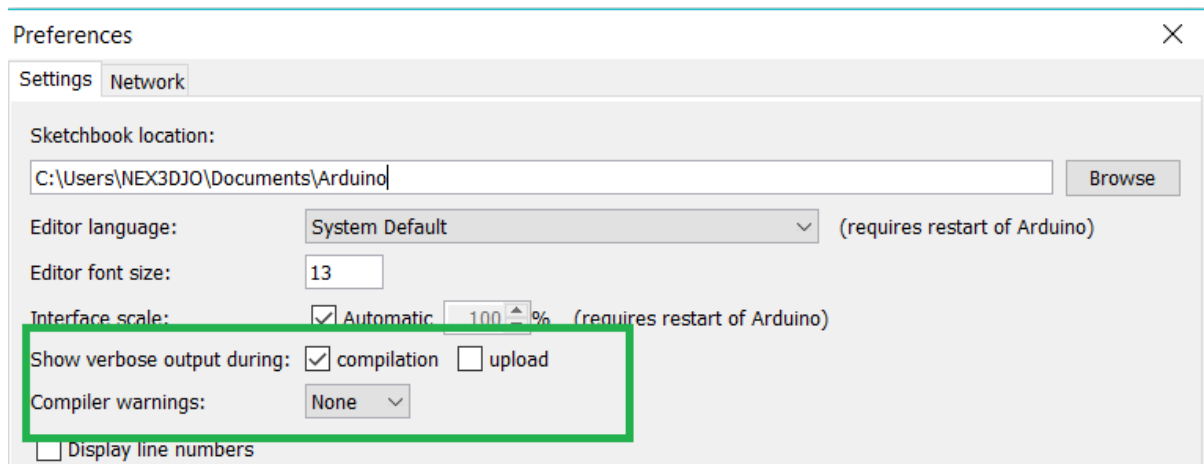 Preferences
Settings Network
Sketchbook location:
C:\Users\NEX3DJO\Documents\Arduino Browse
Editor language: System Default (requires restart of Arduino)
Editor font size: 13
Interface scale: Automatic 100 % (requires restart of Arduino)
Show verbose output during: compilation upload
Compiler warnings: None
Display line numbers